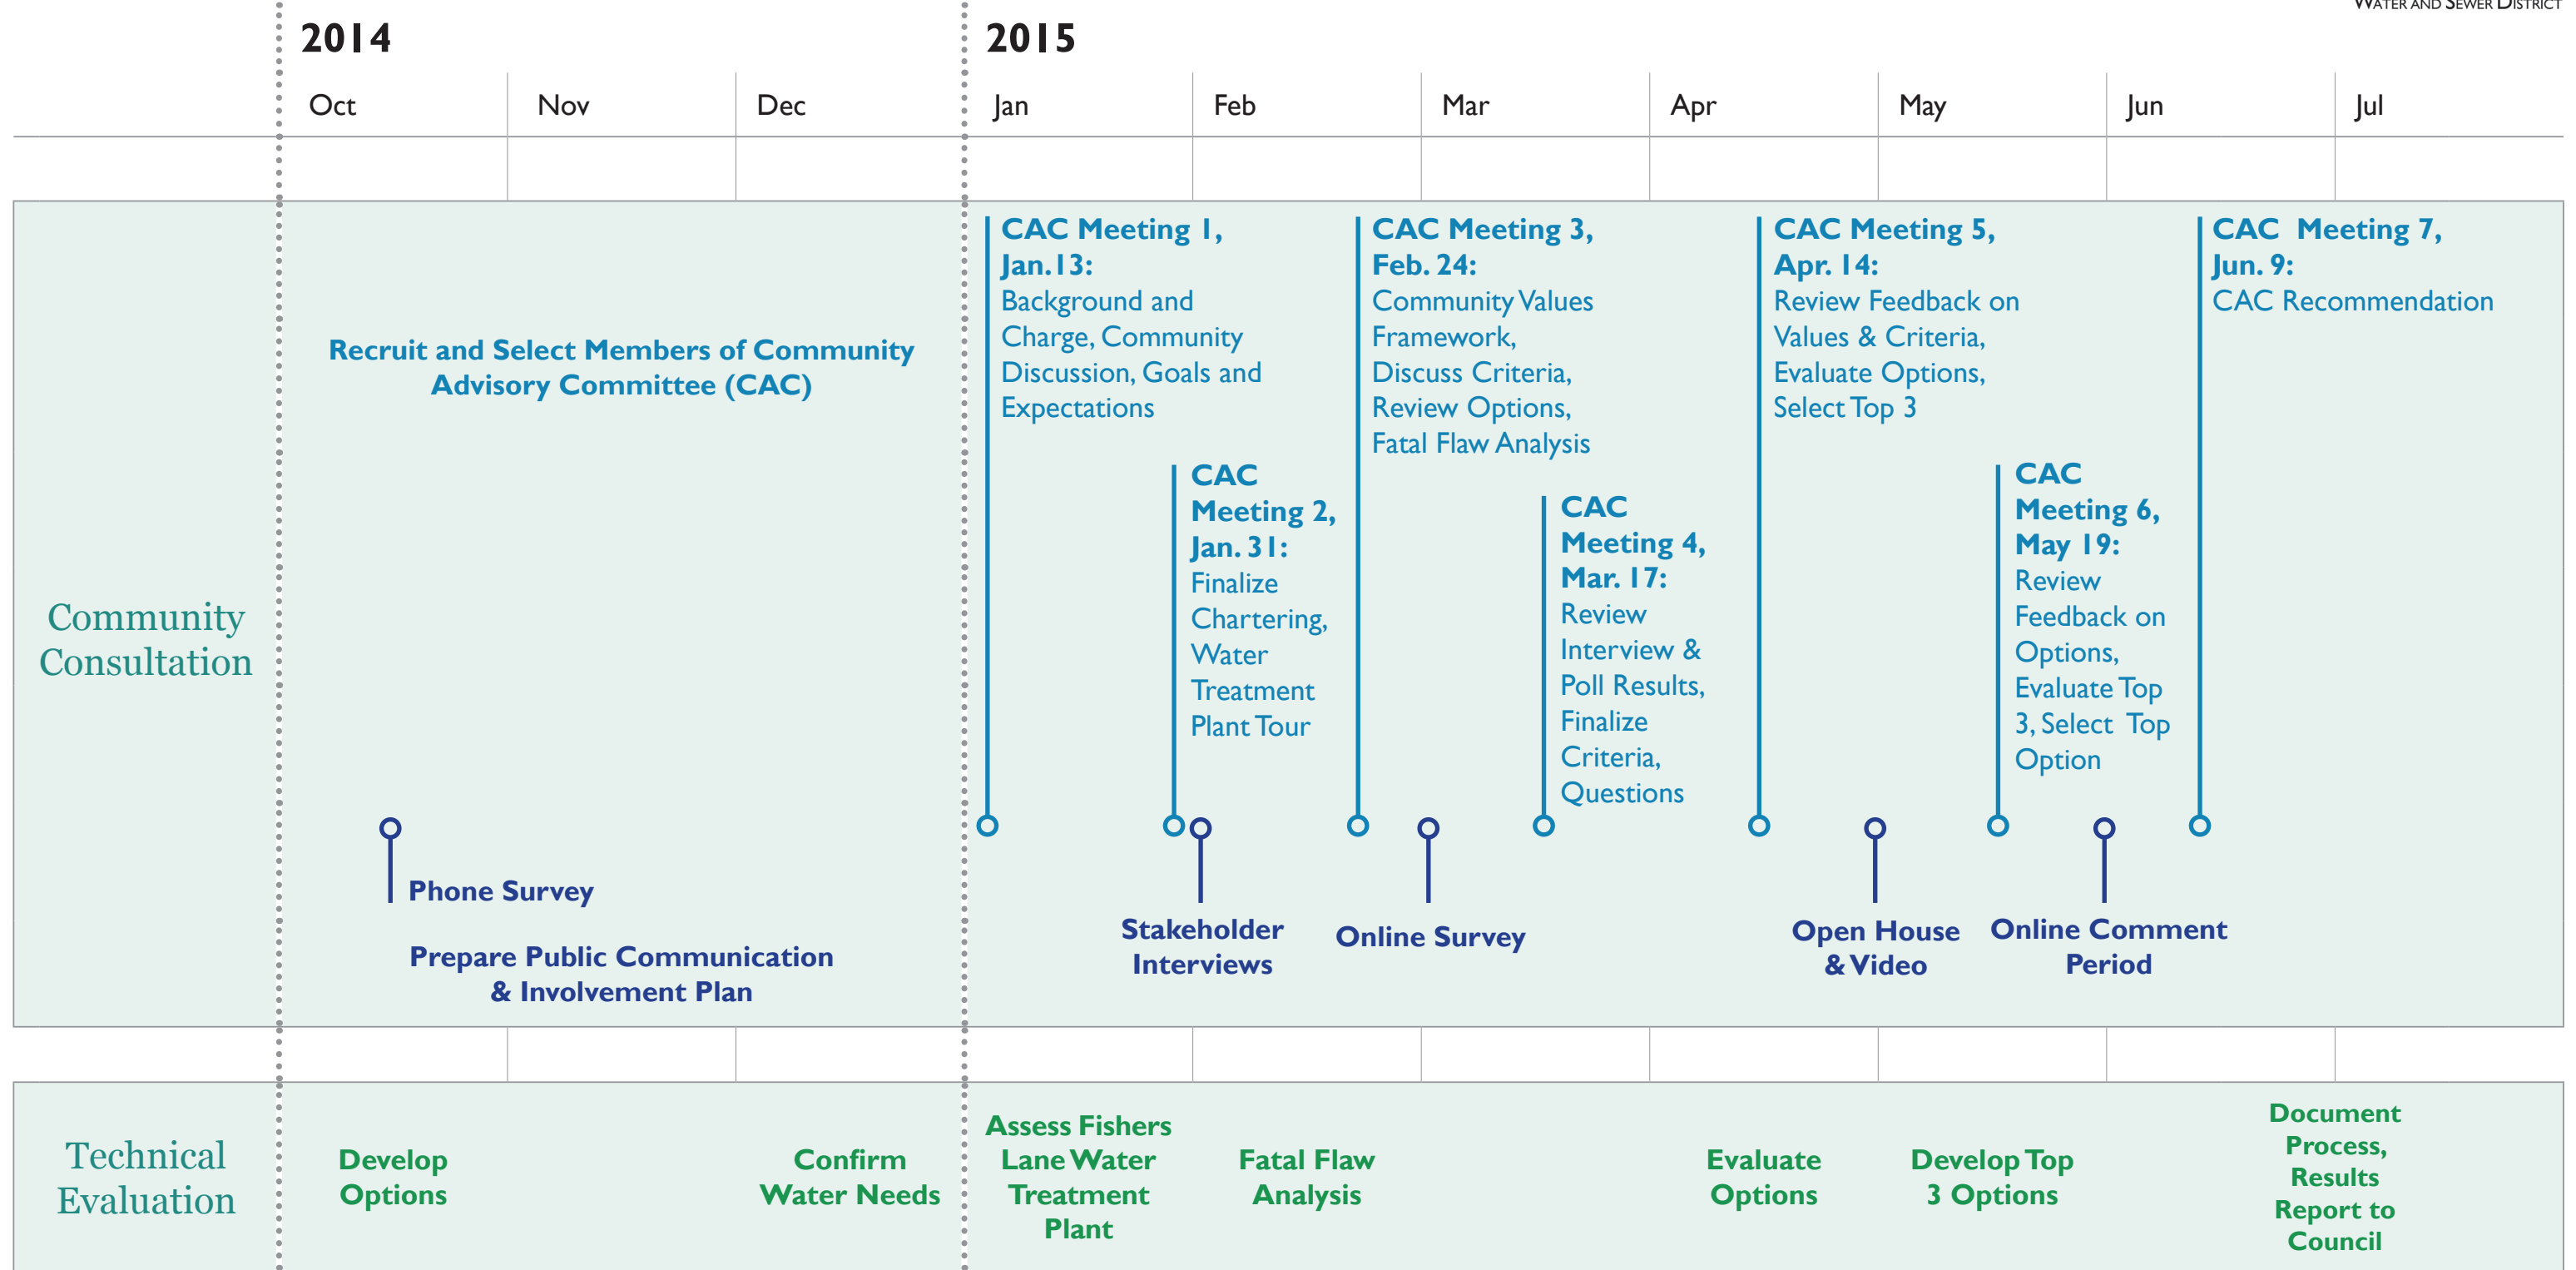 WATER AND SEWER DISTRICT
2014
2015
Oct
Nov
Dec
Jan
Feb
Mar
Apr
May
Jun
Jul
Community
Consultation
Recruit and Select Members of Community
Advisory Committee (CAC)
CAC Meeting 1,
Jan.13:
Background and
Charge, Community
Discussion, Goals and
Expectations
CAC
Meeting 2,
Jan. 31:
Finalize
Chartering,
Water
Treatment
Plant Tour
CAC Meeting 3,
Feb. 24:
Community Values
Framework,
Discuss Criteria,
Review Options,
Fatal Flaw Analysis
CAC
Meeting 4,
Mar. 17:
Review
Interview &
Poll Results,
Finalize
Criteria,
Questions
CAC Meeting 5,
Apr. 14:
Review Feedback on
Values & Criteria,
Evaluate Options,
Select Top 3
CAC
Meeting 6,
May 19:
Review
Feedback on
Options,
Evaluate Top
3, Select Top
Option
CAC Meeting 7,
Jun. 9:
CAC Recommendation
Phone Survey
Prepare Public Communication
& Involvement Plan
Stakeholder
Interviews
Online Survey
Open House
& Video
Online Comment
Period
Technical
Evaluation
Develop
Options
Confirm
Water Needs
Assess Fishers
Lane Water
Treatment
Plant
Fatal Flaw
Analysis
Evaluate
Options
Develop Top
3 Options
Document
Process,
Results
Report to
Council